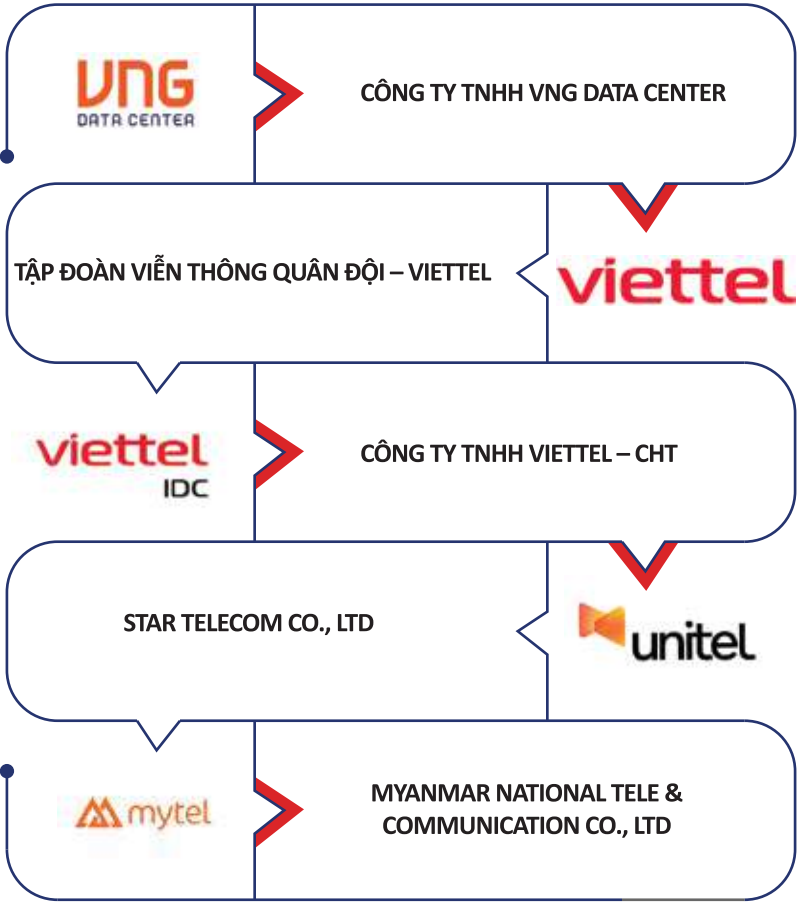 VNG
DATA CENTER
CÔNG TY TNHH VNG DATA CENTER
TẬP ĐOÀN VIỄN THÔNG QUÂN ĐỘI – VIETTEL
viettel
viettel
IDC
CÔNG TY TNHH VIETTEL – CHT
STAR TELECOM CO., LTD
unitel
mytel
MYANMAR NATIONAL TELE &
COMMUNICATION CO., LTD